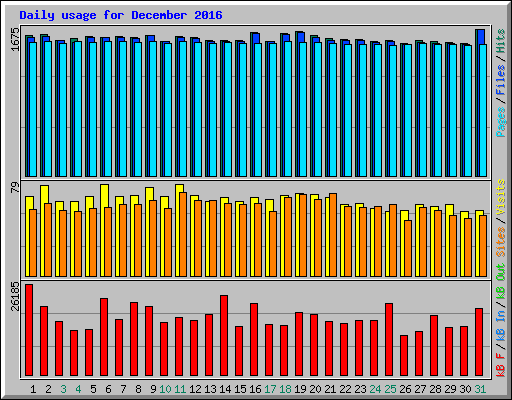 Daily usage for December 2016
1675
Pages / Files / Hits
79
Sites / Visits
26185
kB F / kB In / kB Out
1 2 3 4 5 6 7 8 9 10 11 12 13 14 15 16 17 18 19 20 21 22 23 24 25 26 27 28 29 30 31